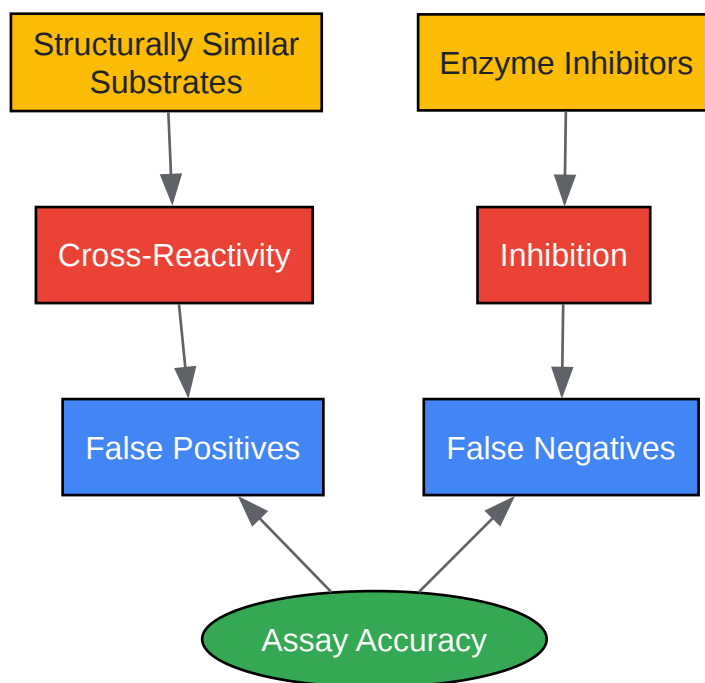 Structurally Similar
Substrates
Enzyme Inhibitors
Cross-Reactivity
Inhibition
False Positives
False Negatives
Assay Accuracy